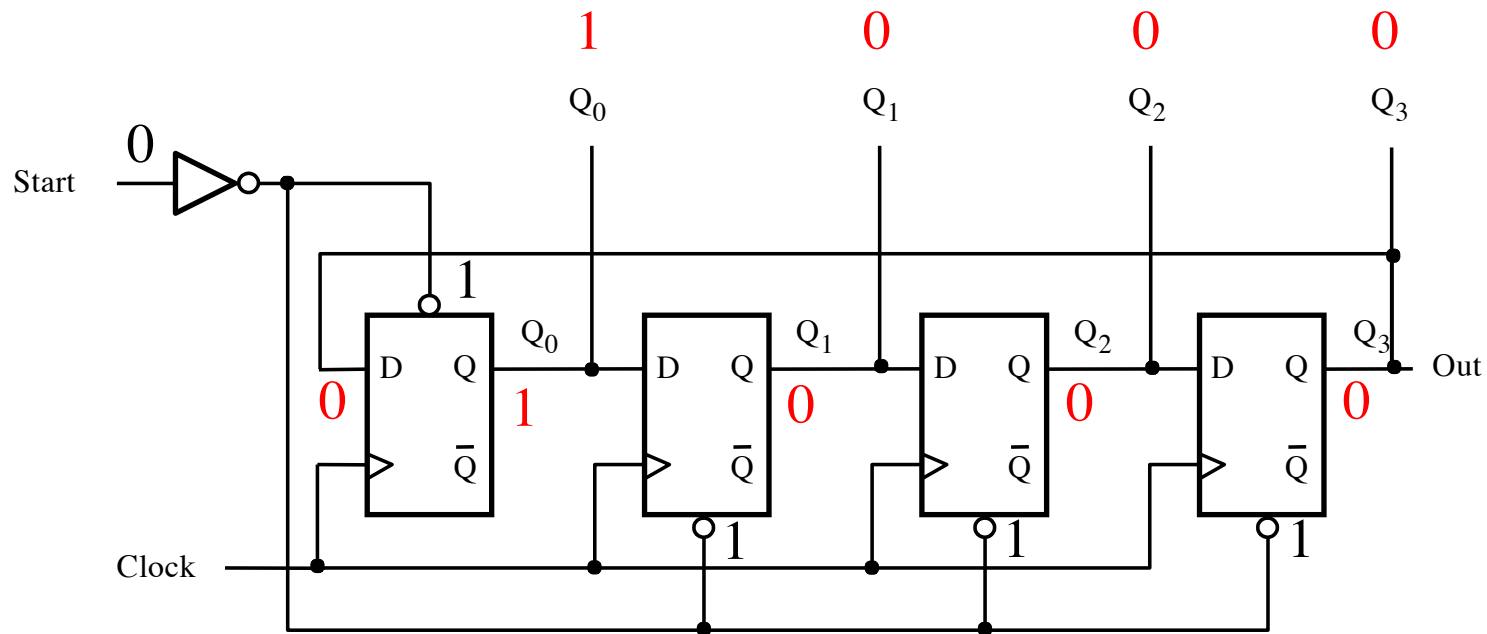 1 0 0 0
Q0 Q1 Q2 Q3
0
Start
1
Q0 Q1 Q2 Q3
D Q D Q D Q D Q Out
0 1 0 0 0
Q̅ Q̅ Q̅ Q̅
1 1 1
Clock